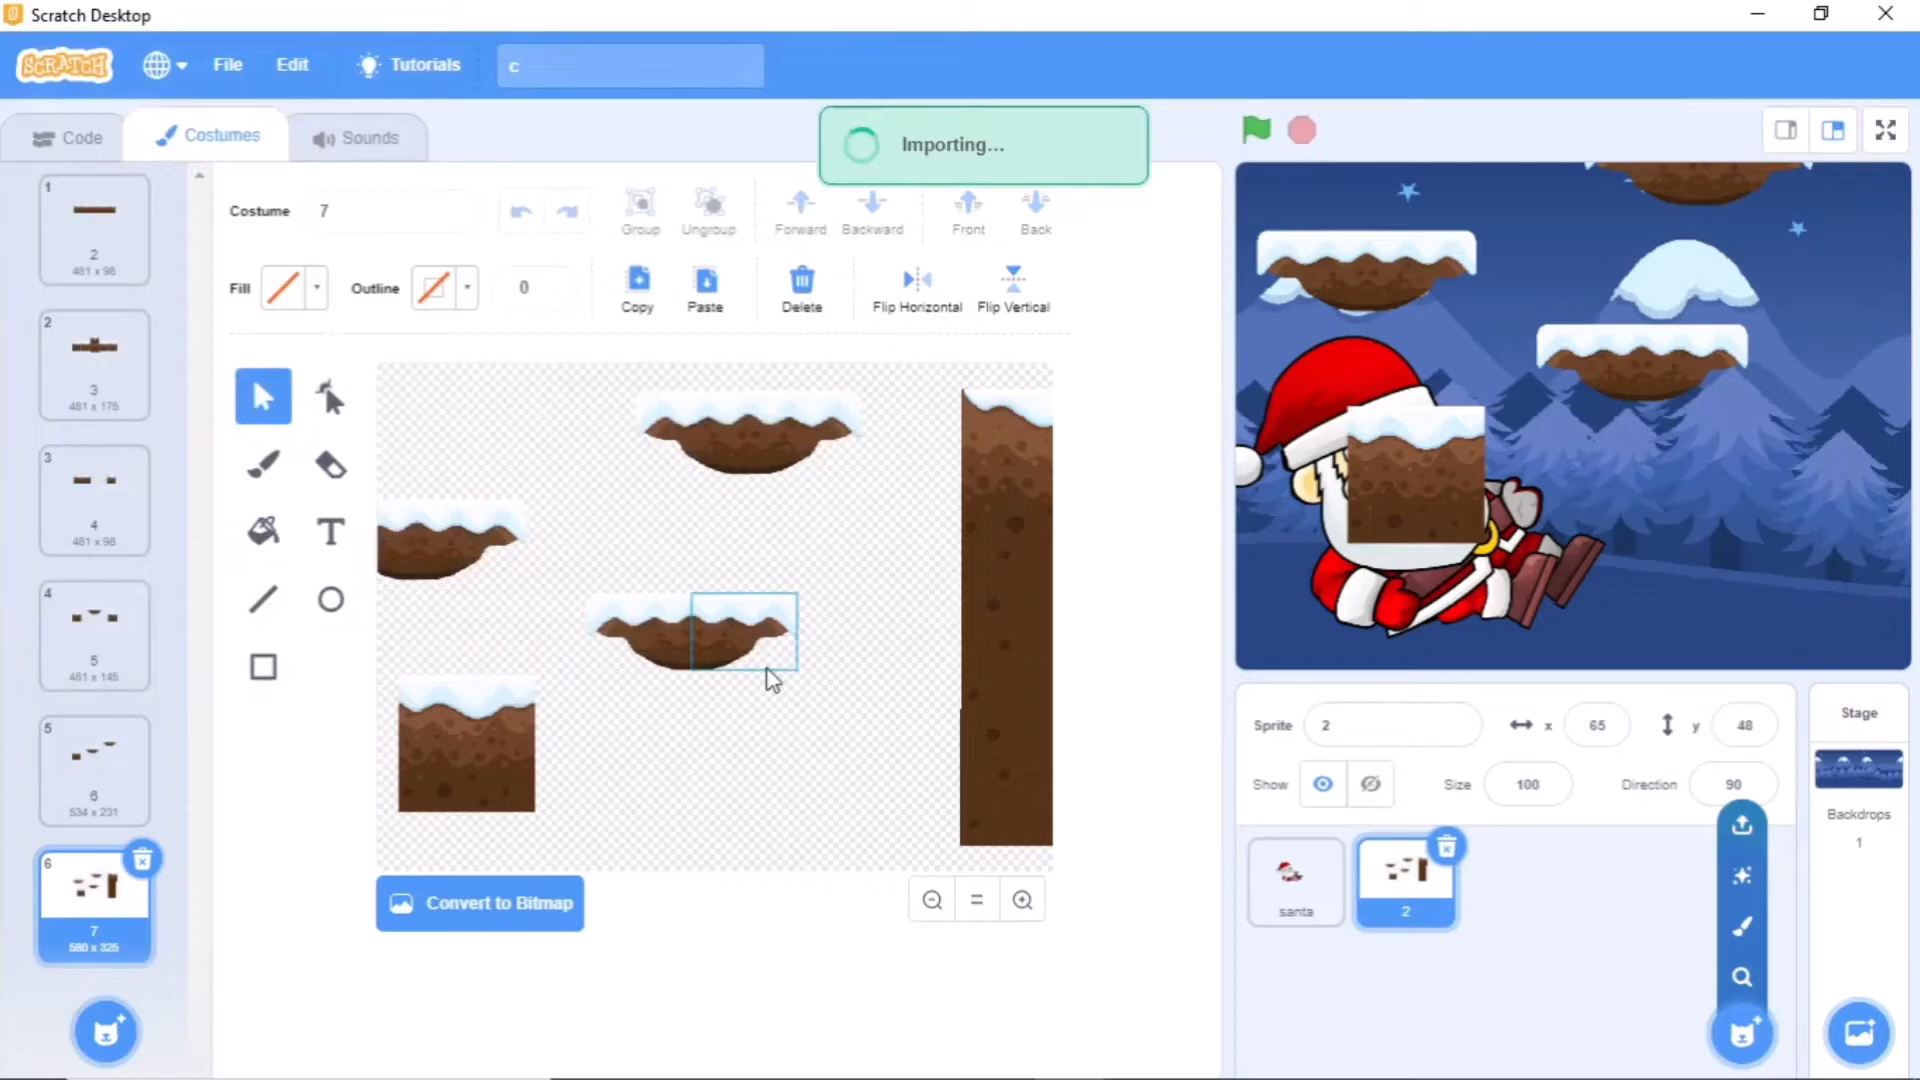 Scratch Desktop
SCRATCH
File
Edit
Tutorials
c
Code
Costumes
Sounds
Importing...
Costume
7
Group
Ungroup
Forward
Backward
Front
Back
Fill
Outline
0
Copy
Paste
Delete
Flip Horizontal
Flip Vertical
1
2
481 x 98
2
3
481 x 175
3
4
481 x 98
4
5
481 x 145
5
6
534 x 231
6
7
580 x 325
T
Convert to Bitmap
Sprite
2
x
65
y
48
Show
Size
100
Direction
90
santa
2
Stage
Backdrops
1